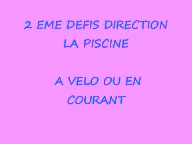 2 EME DEFIS DIRECTION
LA PISCINE
A VELO OU EN
COURANT